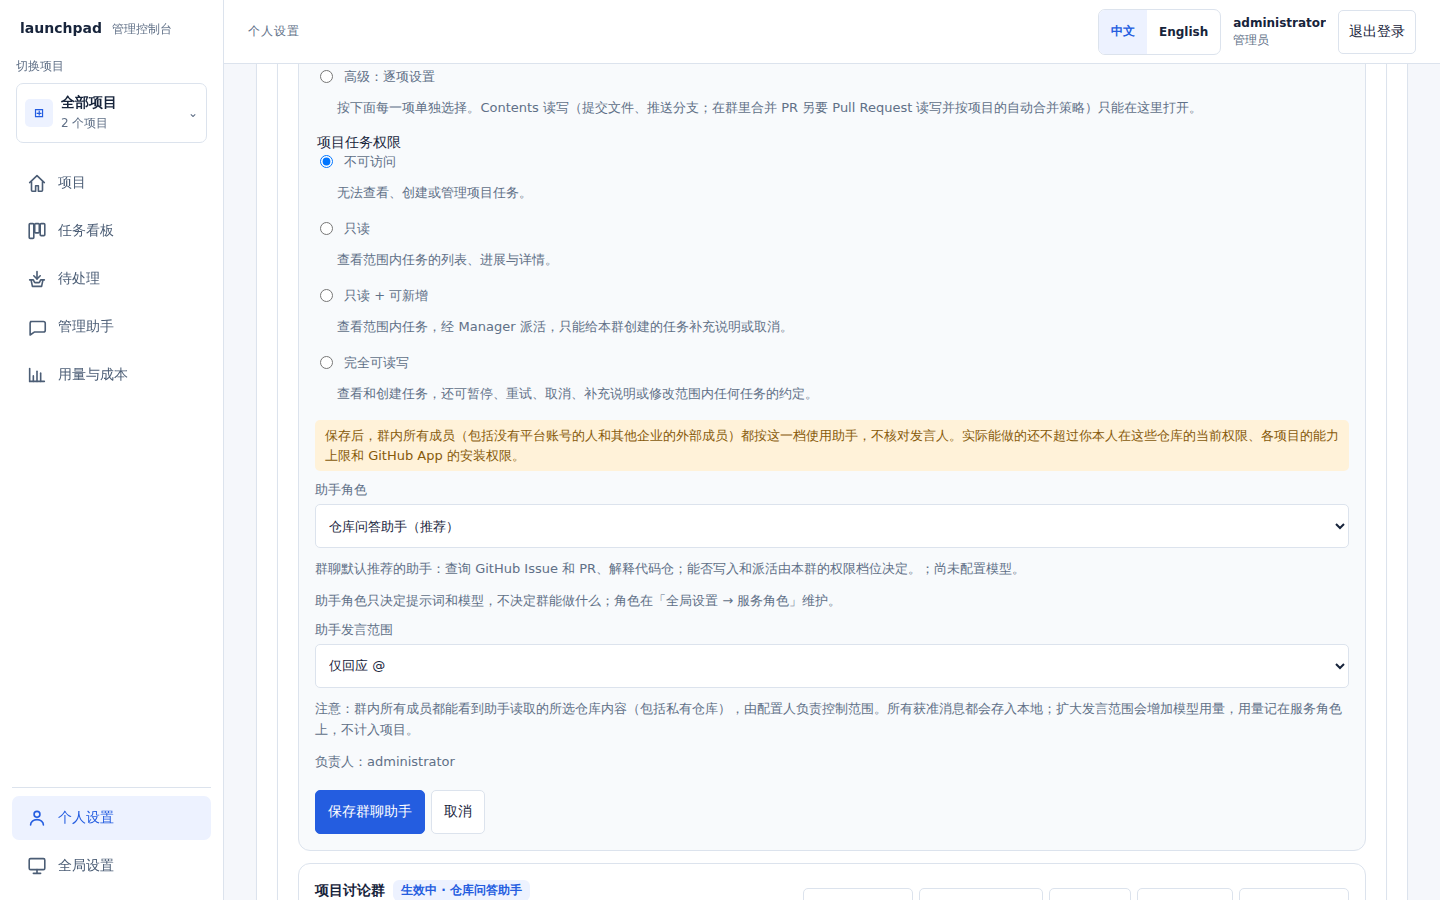 launchpad 管理控制台
切换项目
全部项目
2 个项目
项目
任务看板
待处理
管理助手
用量与成本
个人设置
全局设置
个人设置
中文
English
administrator
管理员
退出登录
高级：逐项设置
按下面每一项单独选择。Contents 读写（提交文件、推送分支；在群里合并 PR 另要 Pull Request 读写并按项目的自动合并策略）只能在这里打开。
项目任务权限
不可访问
无法查看、创建或管理项目任务。
只读
查看范围内任务的列表、进展与详情。
只读 + 可新增
查看范围内任务，经 Manager 派活，只能给本群创建的任务补充说明或取消。
完全可读写
查看和创建任务，还可暂停、重试、取消、补充说明或修改范围内任何任务的约定。
保存后，群内所有成员（包括没有平台账号的人和其他企业的外部成员）都按这一档使用助手，不核对发言人。实际能做的还不超过你本人在这些仓库的当前权限、各项目的能力
上限和 GitHub App 的安装权限。
助手角色
仓库问答助手（推荐）
群聊默认推荐的助手：查询 GitHub Issue 和 PR、解释代码仓；能否写入和派活由本群的权限档位决定。；尚未配置模型。
助手角色只决定提示词和模型，不决定群能做什么；角色在「全局设置 → 服务角色」维护。
助手发言范围
仅回应 @
注意：群内所有成员都能看到助手读取的所选仓库内容（包括私有仓库），由配置人负责控制范围。所有获准消息都会存入本地；扩大发言范围会增加模型用量，用量记在服务角色
上，不计入项目。
负责人：administrator
保存群聊助手
取消
项目讨论群
生效中 · 仓库问答助手